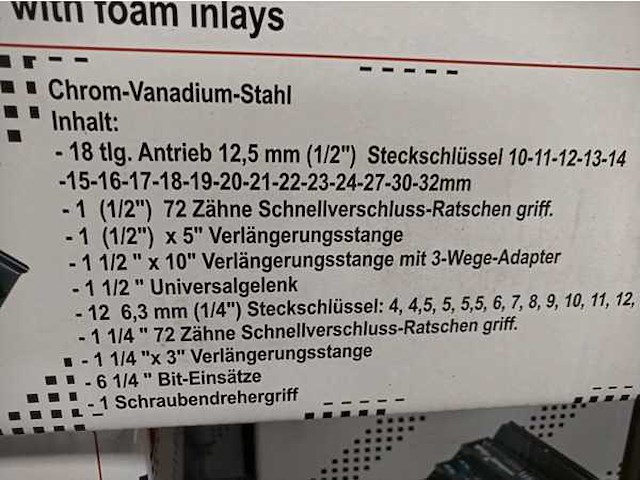 with foam inlays
Chrom-Vanadium-Stahl
Inhalt:
- 18 tlg. Antrieb 12,5 mm (1/2") Steckschlüssel 10-11-12-13-14
-15-16-17-18-19-20-21-22-23-24-27-30-32mm
- 1 (1/2") 72 Zähne Schnellverschluss-Ratschen griff.
-1 (1/2") x 5" Verlängerungsstange
-1 1/2 " x 10" Verlängerungsstange mit 3-Wege-Adapter
- 1 1/2 " Universalgelenk
- 12 6,3 mm (1/4") Steckschlüssel: 4, 4,5, 5, 5,5, 6, 7, 8, 9, 10, 11, 12,
- 1 1/4 " 72 Zähne Schnellverschluss-Ratschen griff.
- 1 1/4 "x 3" Verlängerungsstange
- 6 1/4 " Bit-Einsätze
- 1 Schraubendrehergriff